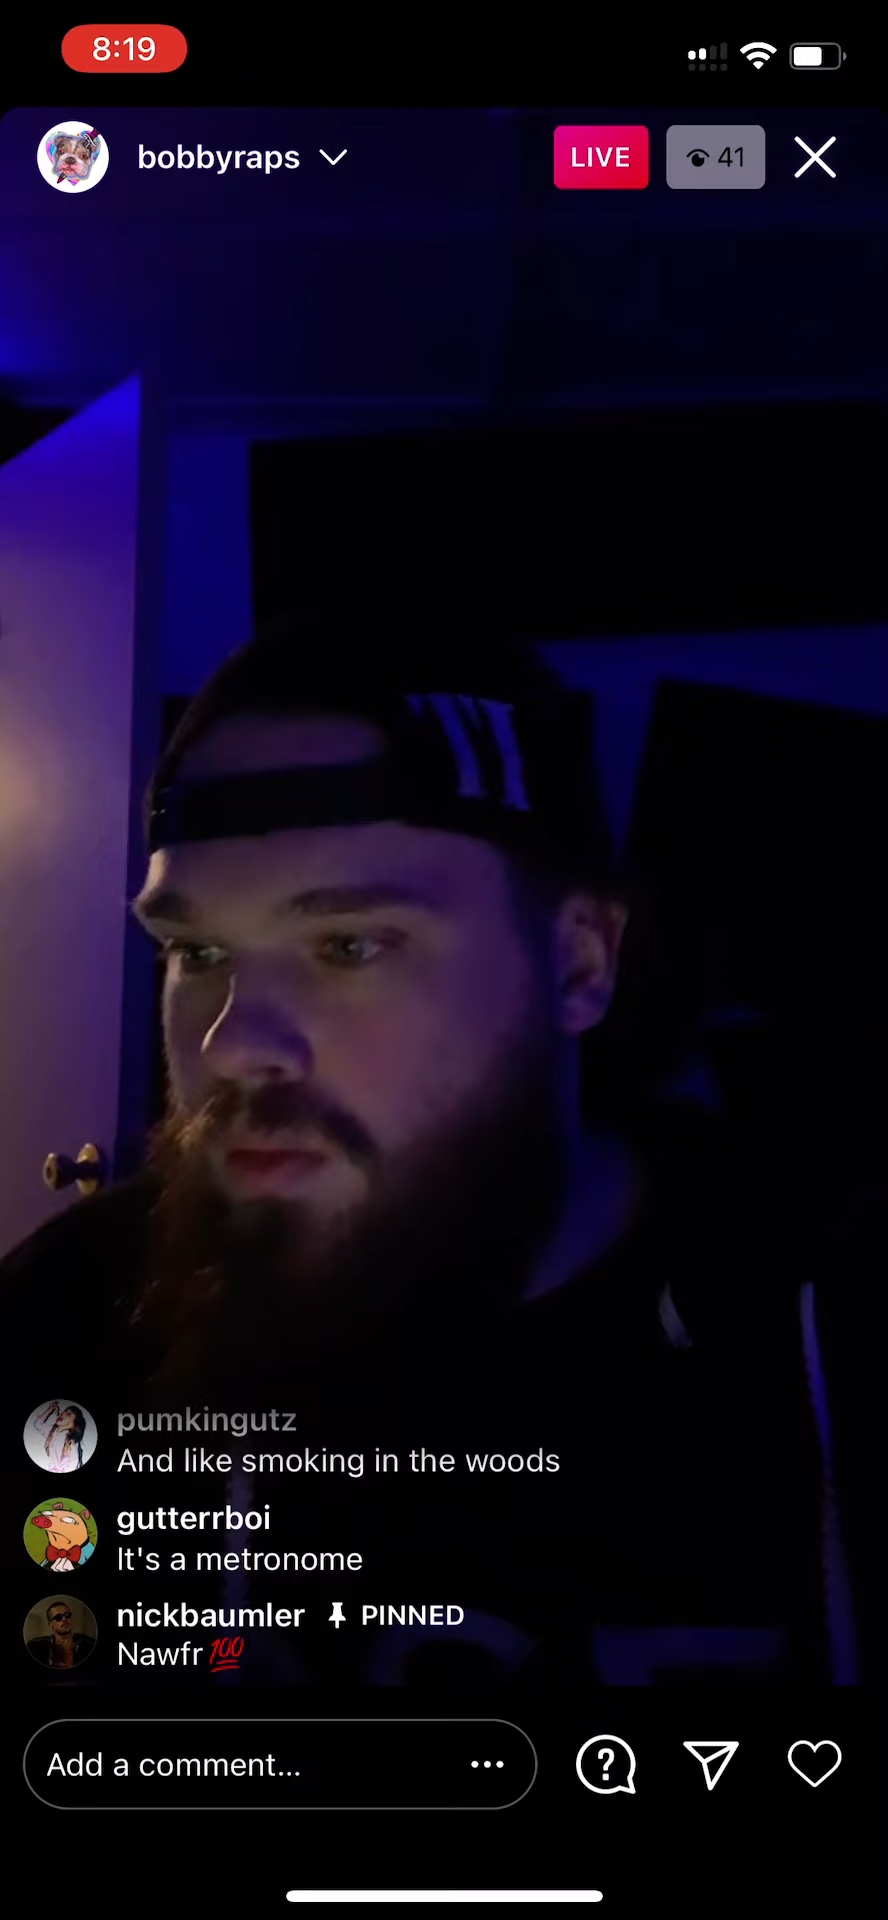 8:19
bobbyraps
LIVE
41
pumkingutz
And like smoking in the woods
gutterrboi
It's a metronome
nickbaumler PINNED
Nawfr💯
Add a comment...